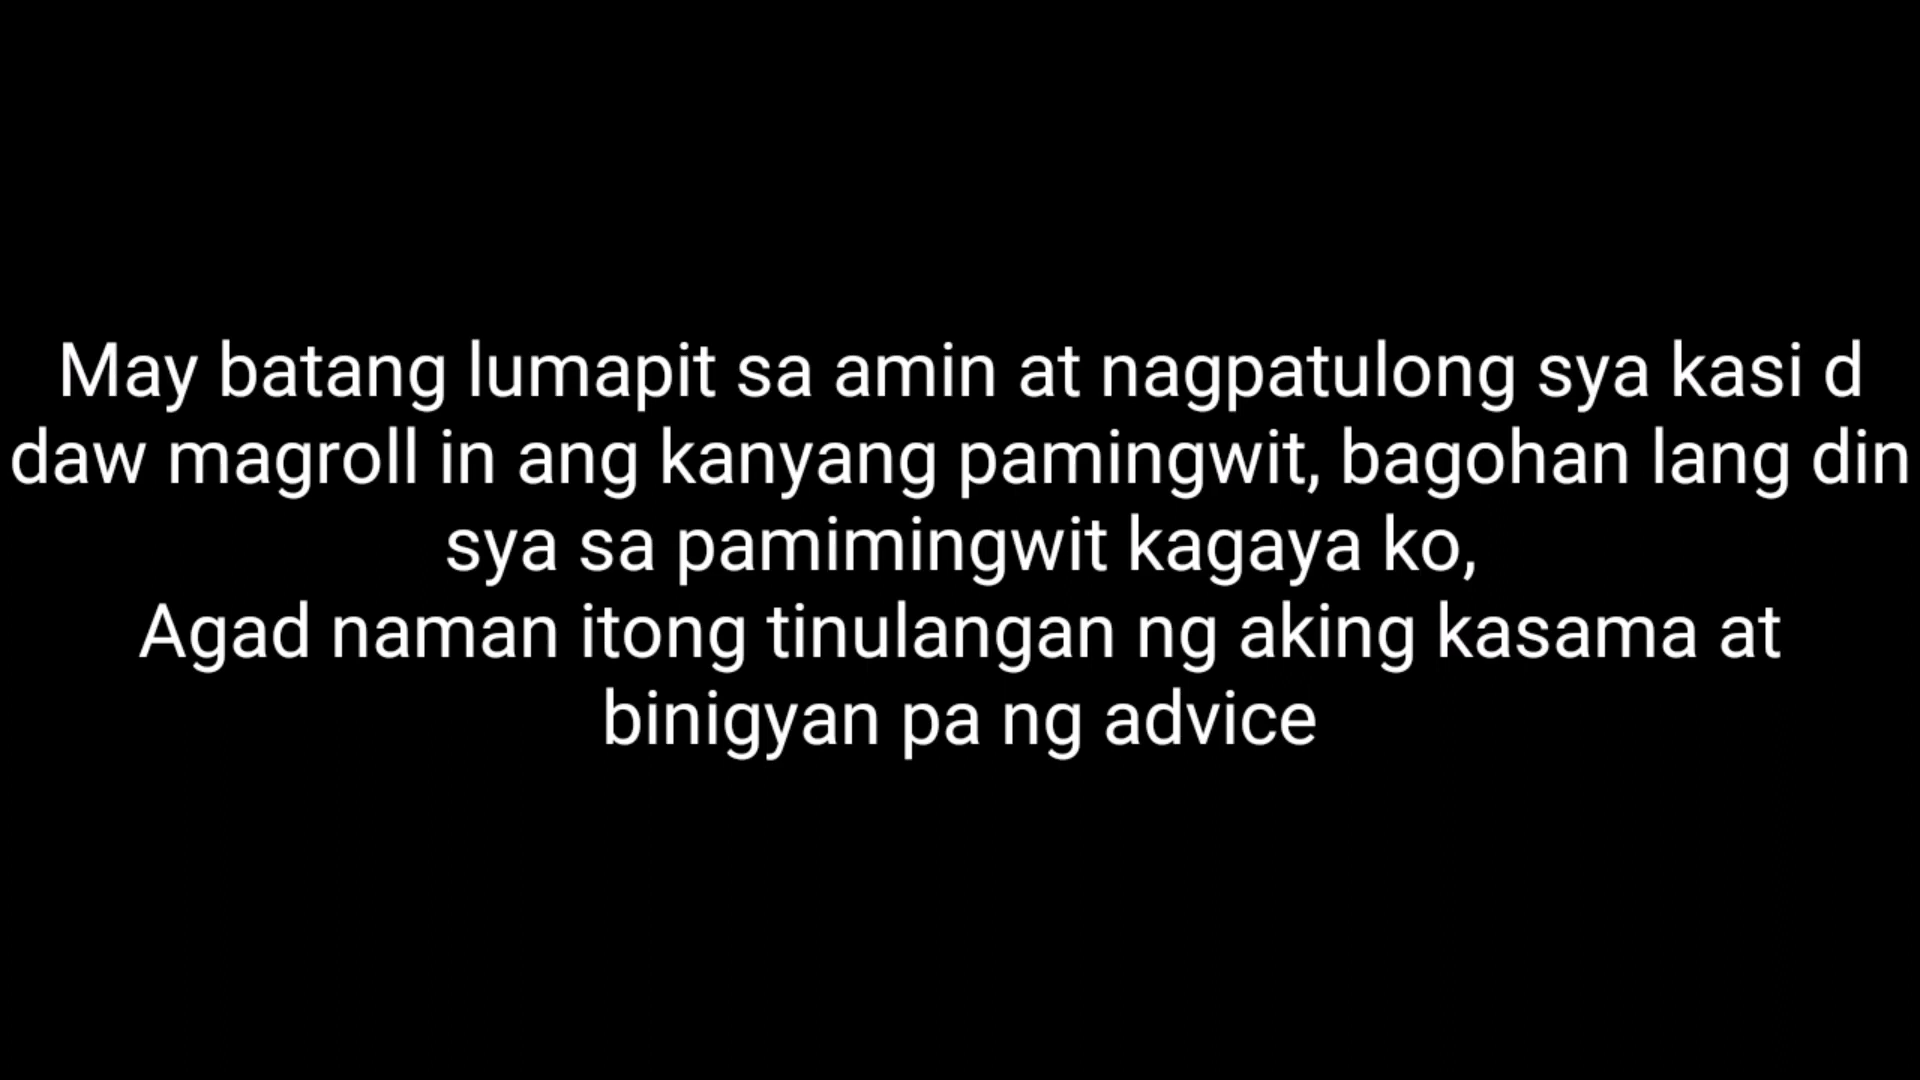 May batang lumapit sa amin at nagpatulong sya kasi d
daw magroll in ang kanyang pamingwit, bagohan lang din
sya sa pamimingwit kagaya ko,
Agad naman itong tinulangan ng aking kasama at
binigyan pa ng advice